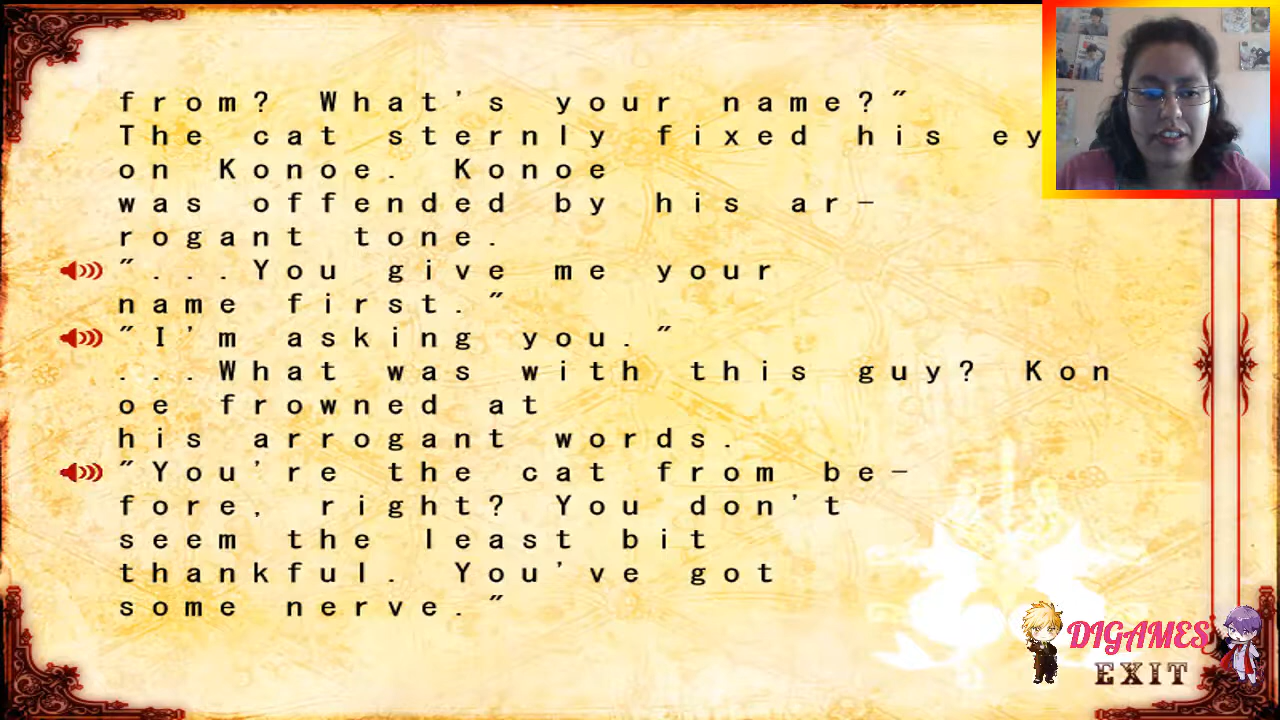 from? What's your name?"
The cat sternly fixed his ey
on Konoe. Konoe
was offended by his ar-
rogant tone.
"...You give me your
name first."
"I'm asking you."
...What was with this guy? Kon
oe frowned at
his arrogant words.
"You're the cat from be-
fore, right? You don't
seem the least bit
thankful. You've got
some nerve."
DIGAMES
EXIT